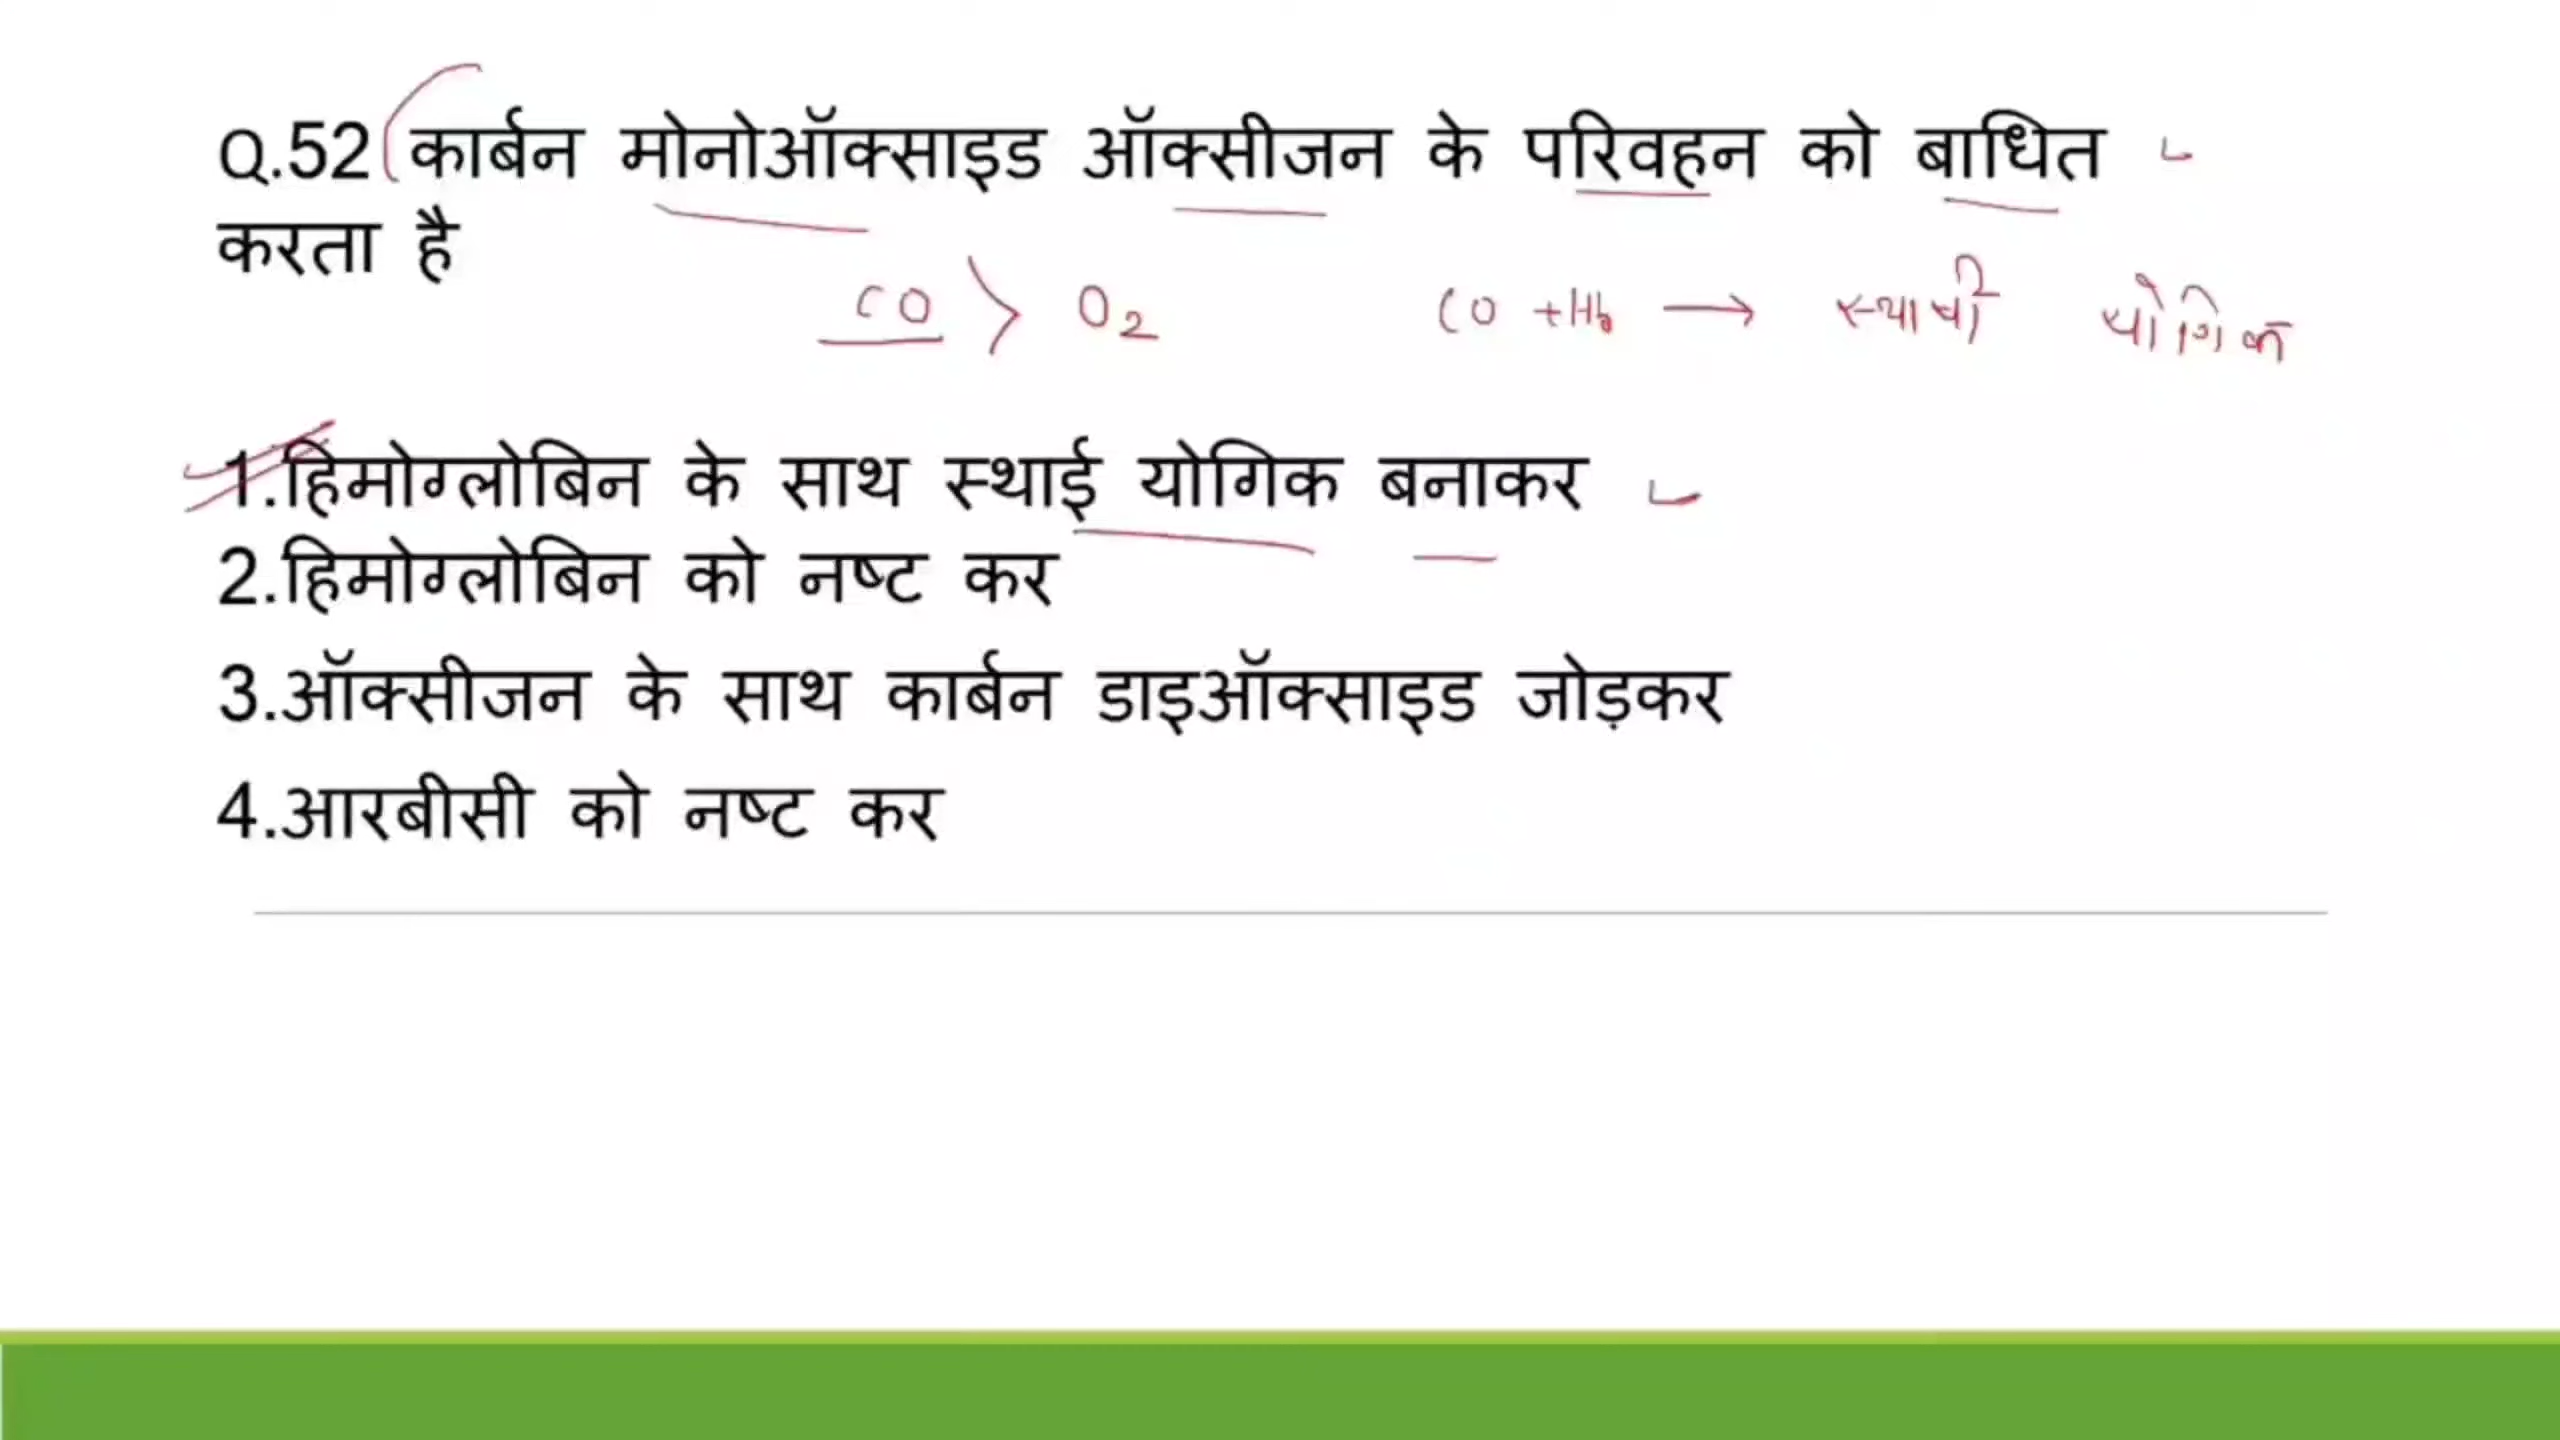 Q.52 कार्बन मोनोऑक्साइड ऑक्सीजन के परिवहन को बाधित
करता है
CO > O2 CO + Hb → स्थायी योगिक
1.हिमोग्लोबिन के साथ स्थाई योगिक बनाकर
2.हिमोग्लोबिन को नष्ट कर
3.ऑक्सीजन के साथ कार्बन डाइऑक्साइड जोड़कर
4.आरबीसी को नष्ट कर